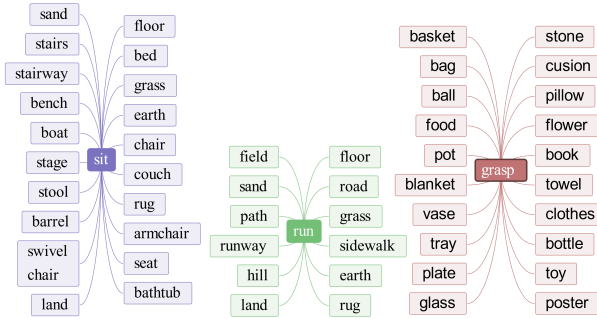 sand
stairs
stairway
bench
boat
stage
stool
barrel
swivel
chair
land
sit
floor
bed
grass
earth
chair
couch
rug
armchair
seat
bathtub
field
sand
path
runway
hill
land
run
floor
road
grass
sidewalk
earth
rug
basket
bag
ball
food
pot
blanket
vase
tray
plate
glass
grasp
stone
cusion
pillow
flower
book
towel
clothes
bottle
toy
poster